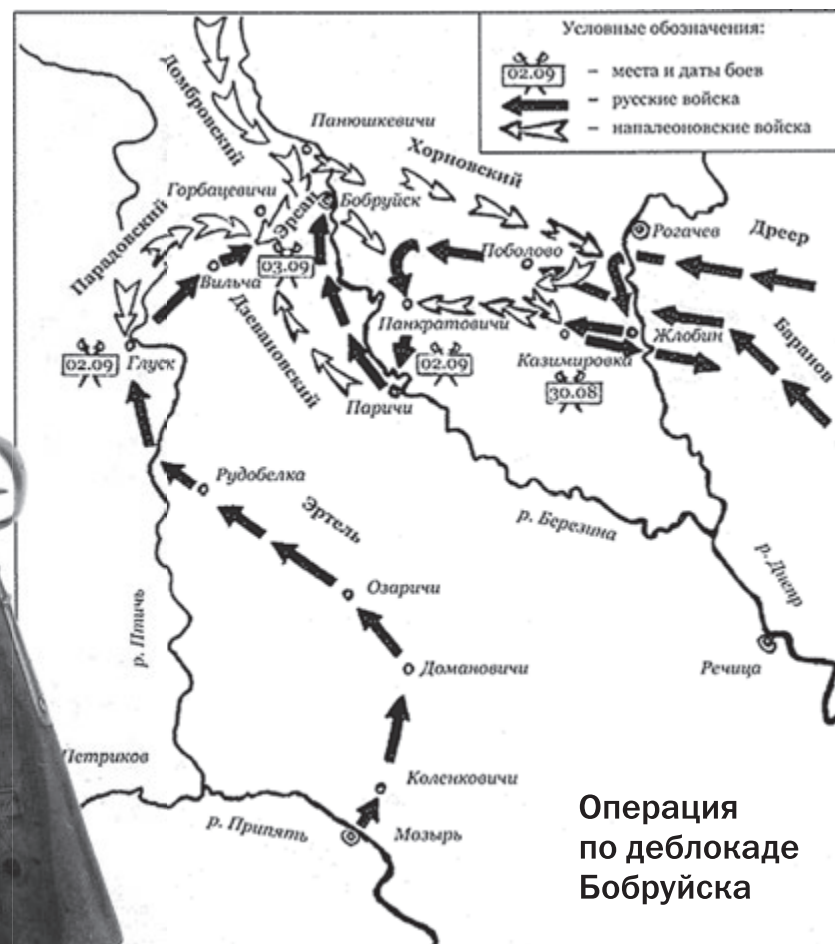 Условные обозначения:
02.09 – места и даты боев
– русские войска
– напалеоновские войска
Домбровский
Панюшкевичи
Хорновский
Горбацевичи
Эрсан
Бобруйск
Рогачев
Дреер
Парадовский
Поболово
03.09
Вильча
Дзевановский
Панкратовичи
Жлобин
Баранов
02.09
Глуск
02.09
Казимировка
30.08
Паричи
Рудобелка
Эртель
р. Березина
р. Днепр
Озаричи
р. Птичь
Домановичи
Речица
Петриков
Коленковичи
р. Припять
Мозырь
Операция
по деблокаде
Бобруйска